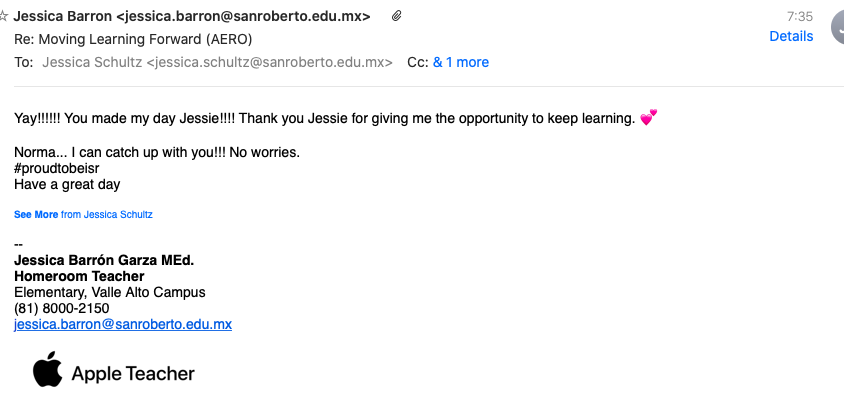 Jessica Barron <jessica.barron@sanroberto.edu.mx>
7:35
Re: Moving Learning Forward (AERO)
Details
To: Jessica Schultz <jessica.schultz@sanroberto.edu.mx> Cc: & 1 more
Yay!!!!!! You made my day Jessie!!!! Thank you Jessie for giving me the opportunity to keep learning. 💕
Norma... I can catch up with you!!! No worries.
#proudtobeisr
Have a great day
See More from Jessica Schultz
--
Jessica Barrón Garza MEd.
Homeroom Teacher
Elementary, Valle Alto Campus
(81) 8000-2150
jessica.barron@sanroberto.edu.mx
Apple Teacher